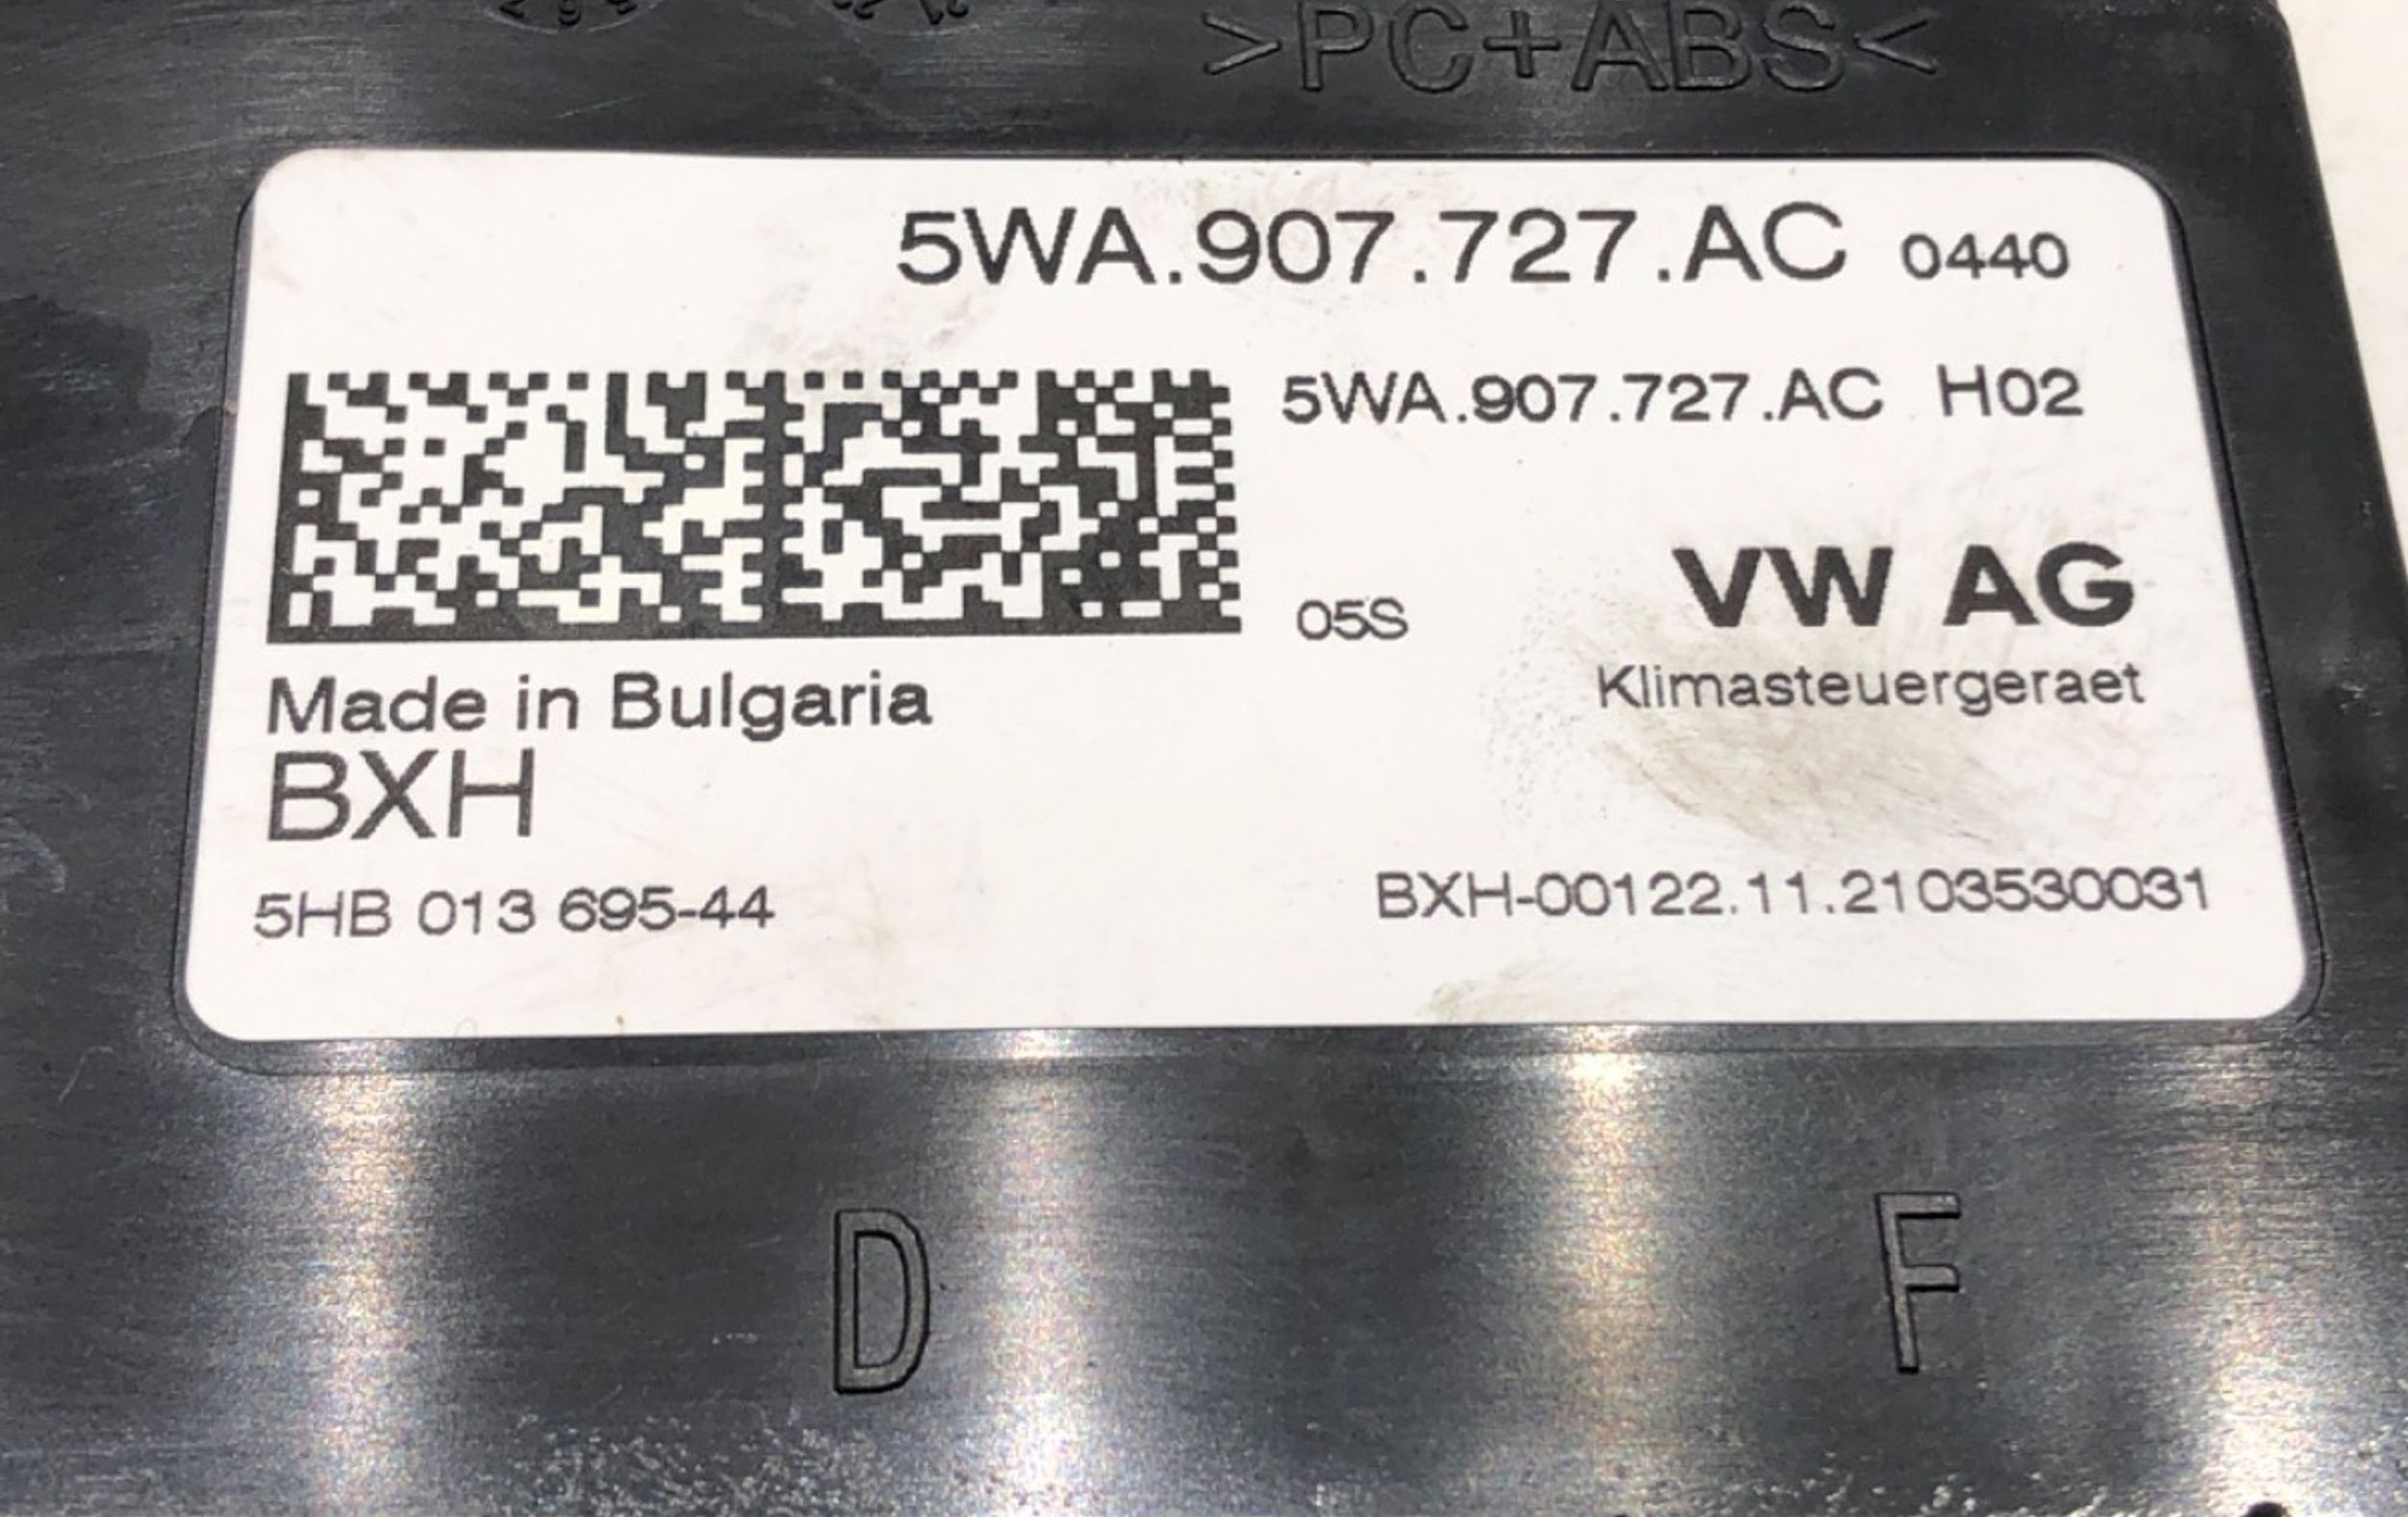 >PC+ABS<
5WA.907.727.AC 0440
5WA.907.727.AC H02
05S
VW AG
Klimasteuergeraet
Made in Bulgaria
BXH
5HB 013 695-44
BXH-00122.11.2103530031
D
F